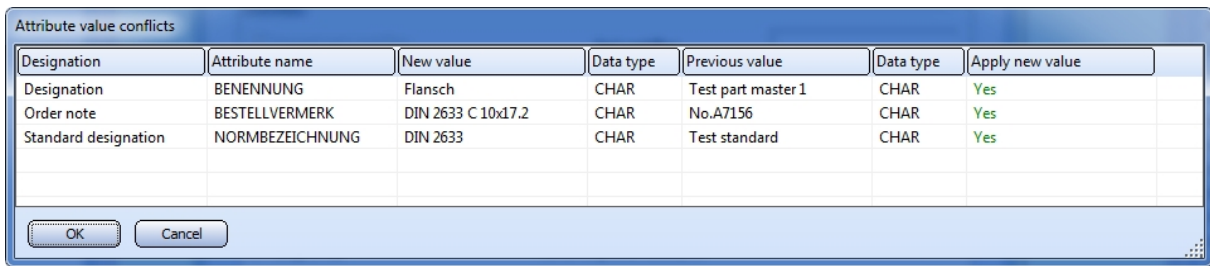 Attribute value conflicts
Designation Attribute name New value Data type Previous value Data type Apply new value
Designation BENENNUNG Flansch CHAR Test part master 1 CHAR Yes
Order note BESTELLVERMERK DIN 2633 C 10x17.2 CHAR No.A7156 CHAR Yes
Standard designation NORMBEZEICHNUNG DIN 2633 CHAR Test standard CHAR Yes
OK Cancel